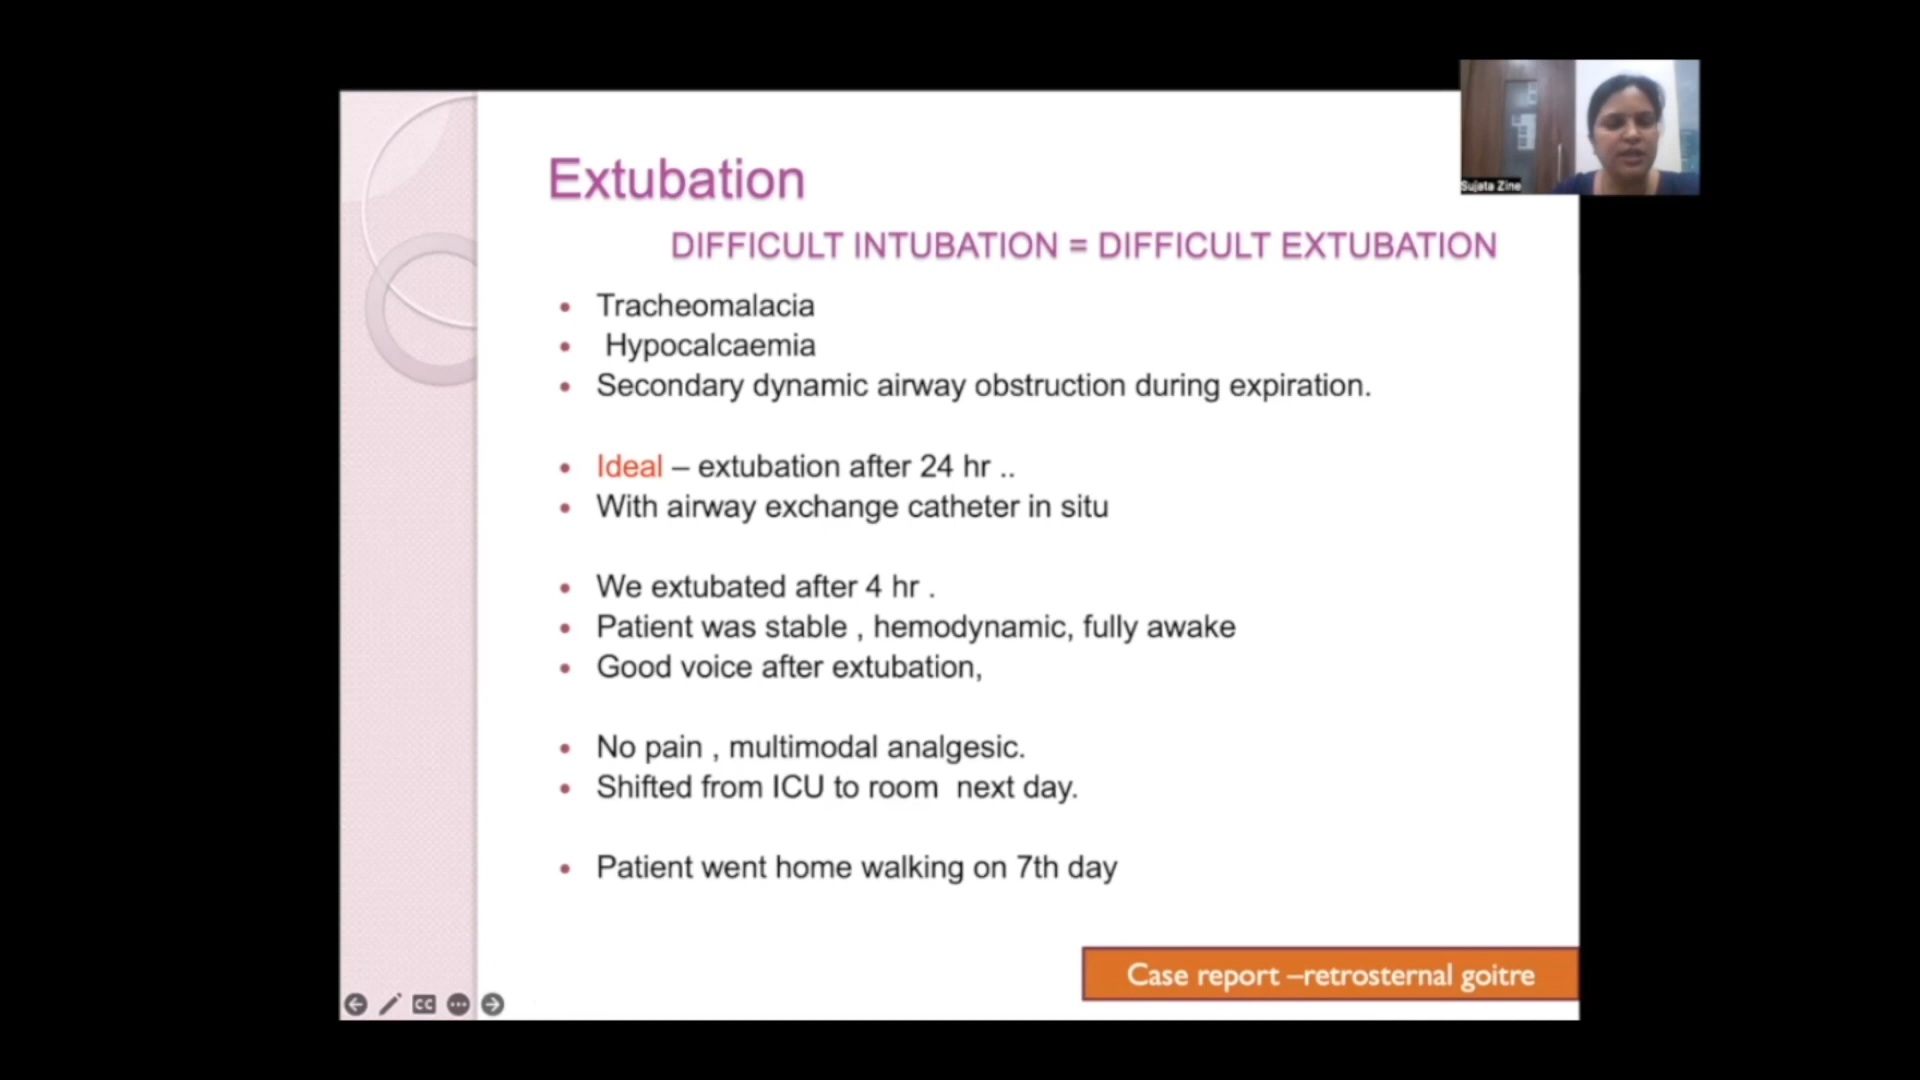 Sujata Zine
Extubation
DIFFICULT INTUBATION = DIFFICULT EXTUBATION
• Tracheomalacia
• Hypocalcaemia
• Secondary dynamic airway obstruction during expiration.
• Ideal – extubation after 24 hr ..
• With airway exchange catheter in situ
• We extubated after 4 hr .
• Patient was stable , hemodynamic, fully awake
• Good voice after extubation,
• No pain , multimodal analgesic.
• Shifted from ICU to room  next day.
• Patient went home walking on 7th day
Case report –retrosternal goitre
CC